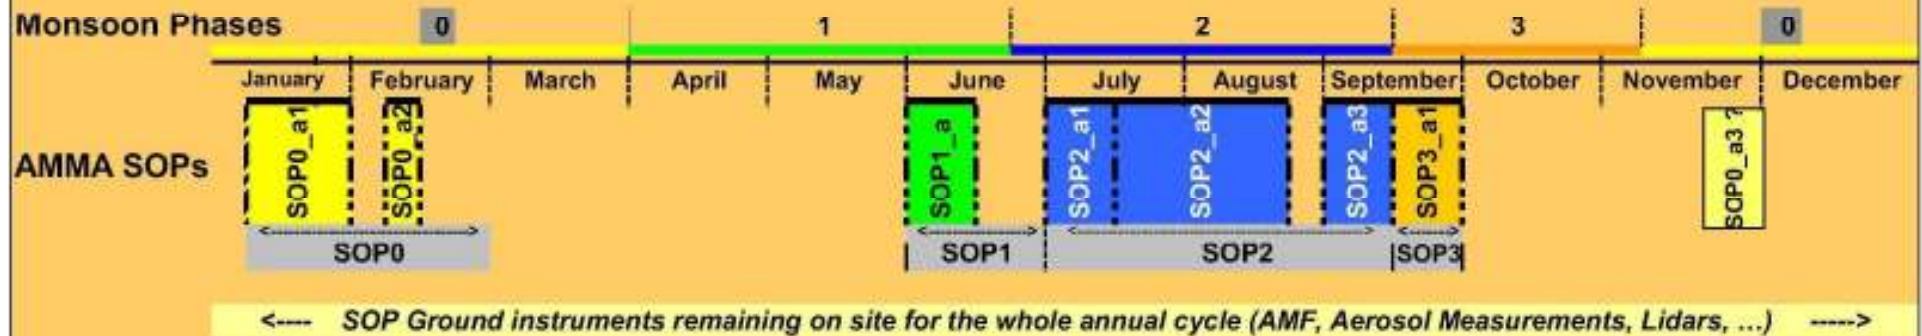 Monsoon Phases 0 1 2 3 0
January February March April May June July August September October November December
AMMA SOPs
SOP0_a1 SOP0_a2 SOP1_a SOP2_a1 SOP2_a2 SOP2_a3 SOP3_a1 SOP0_a3 ?
SOP0 SOP1 SOP2 SOP3
<---- SOP Ground instruments remaining on site for the whole annual cycle (AMF, Aerosol Measurements, Lidars, ...) ----->